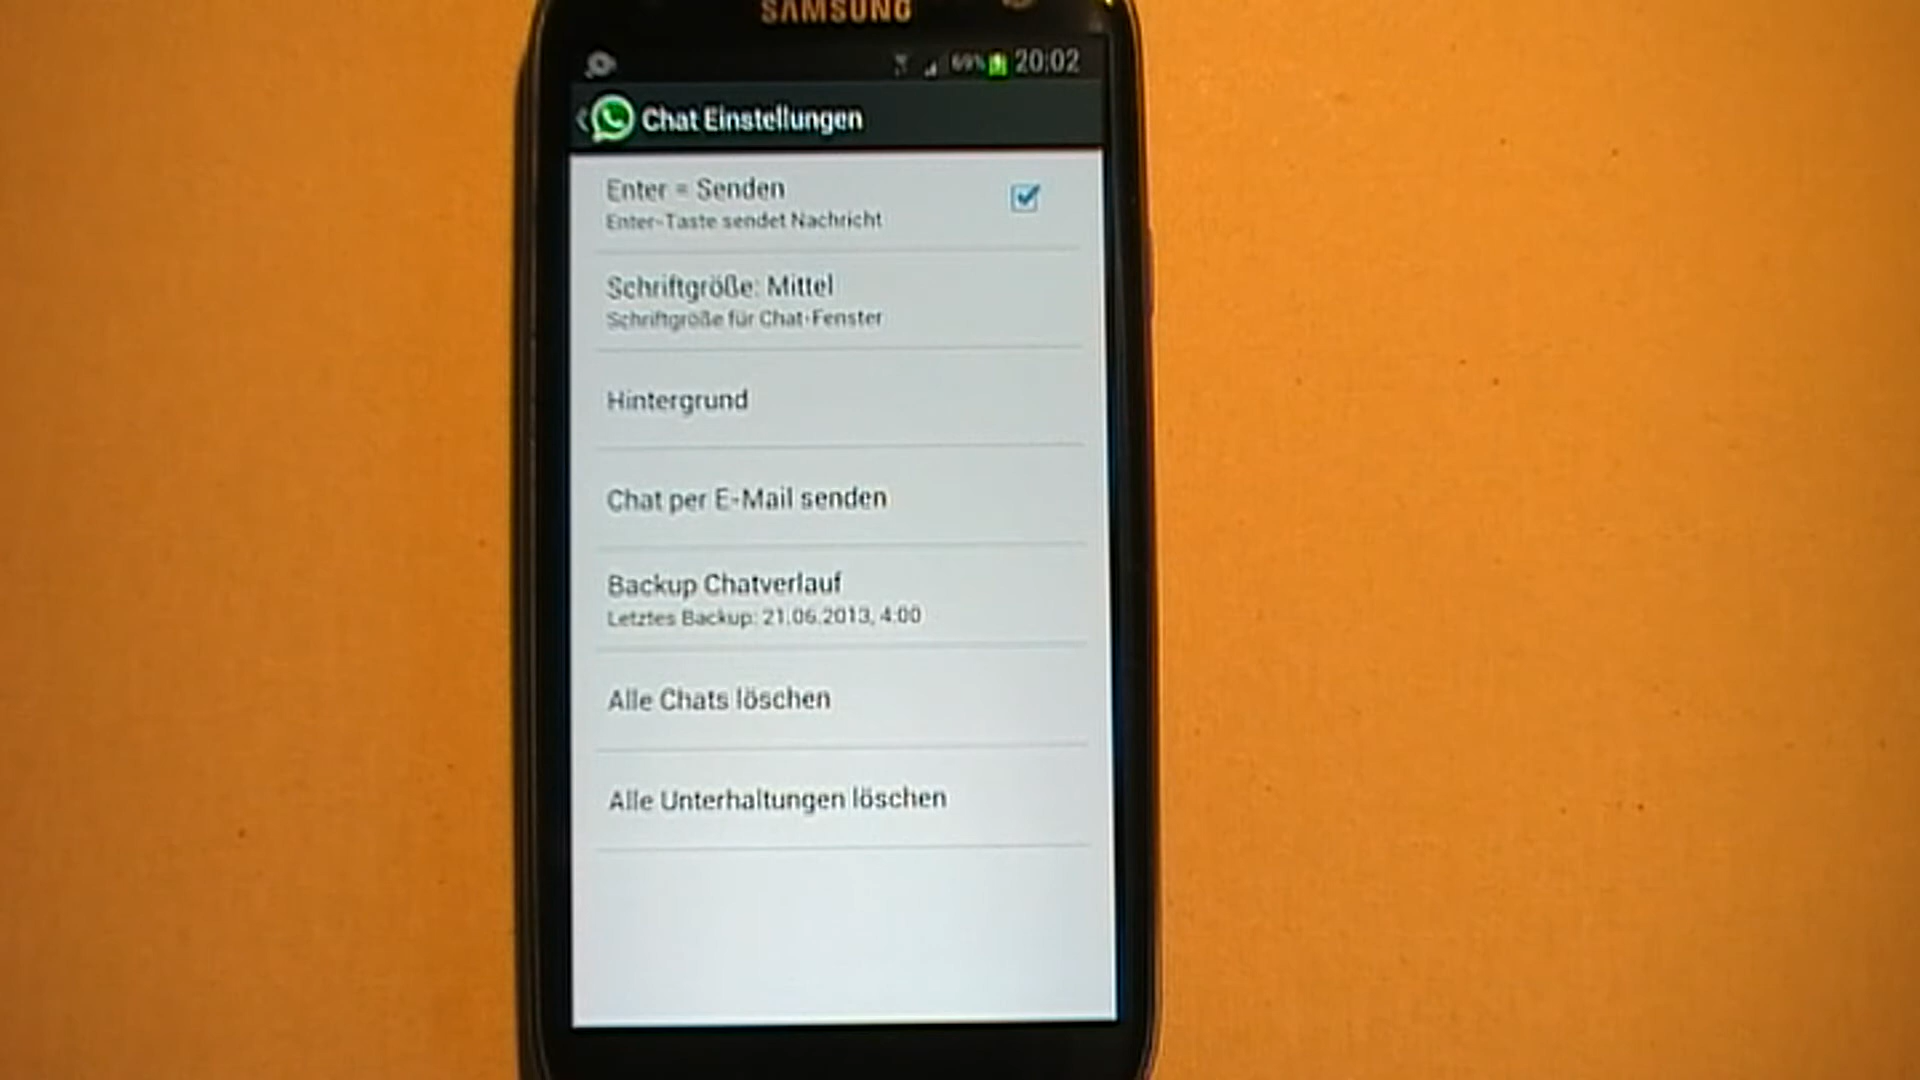 SAMSUNG
69% 20:02
Chat Einstellungen
Enter = Senden
Enter-Taste sendet Nachricht
Schriftgröße: Mittel
Schriftgröße für Chat-Fenster
Hintergrund
Chat per E-Mail senden
Backup Chatverlauf
Letztes Backup: 21.06.2013, 4:00
Alle Chats löschen
Alle Unterhaltungen löschen